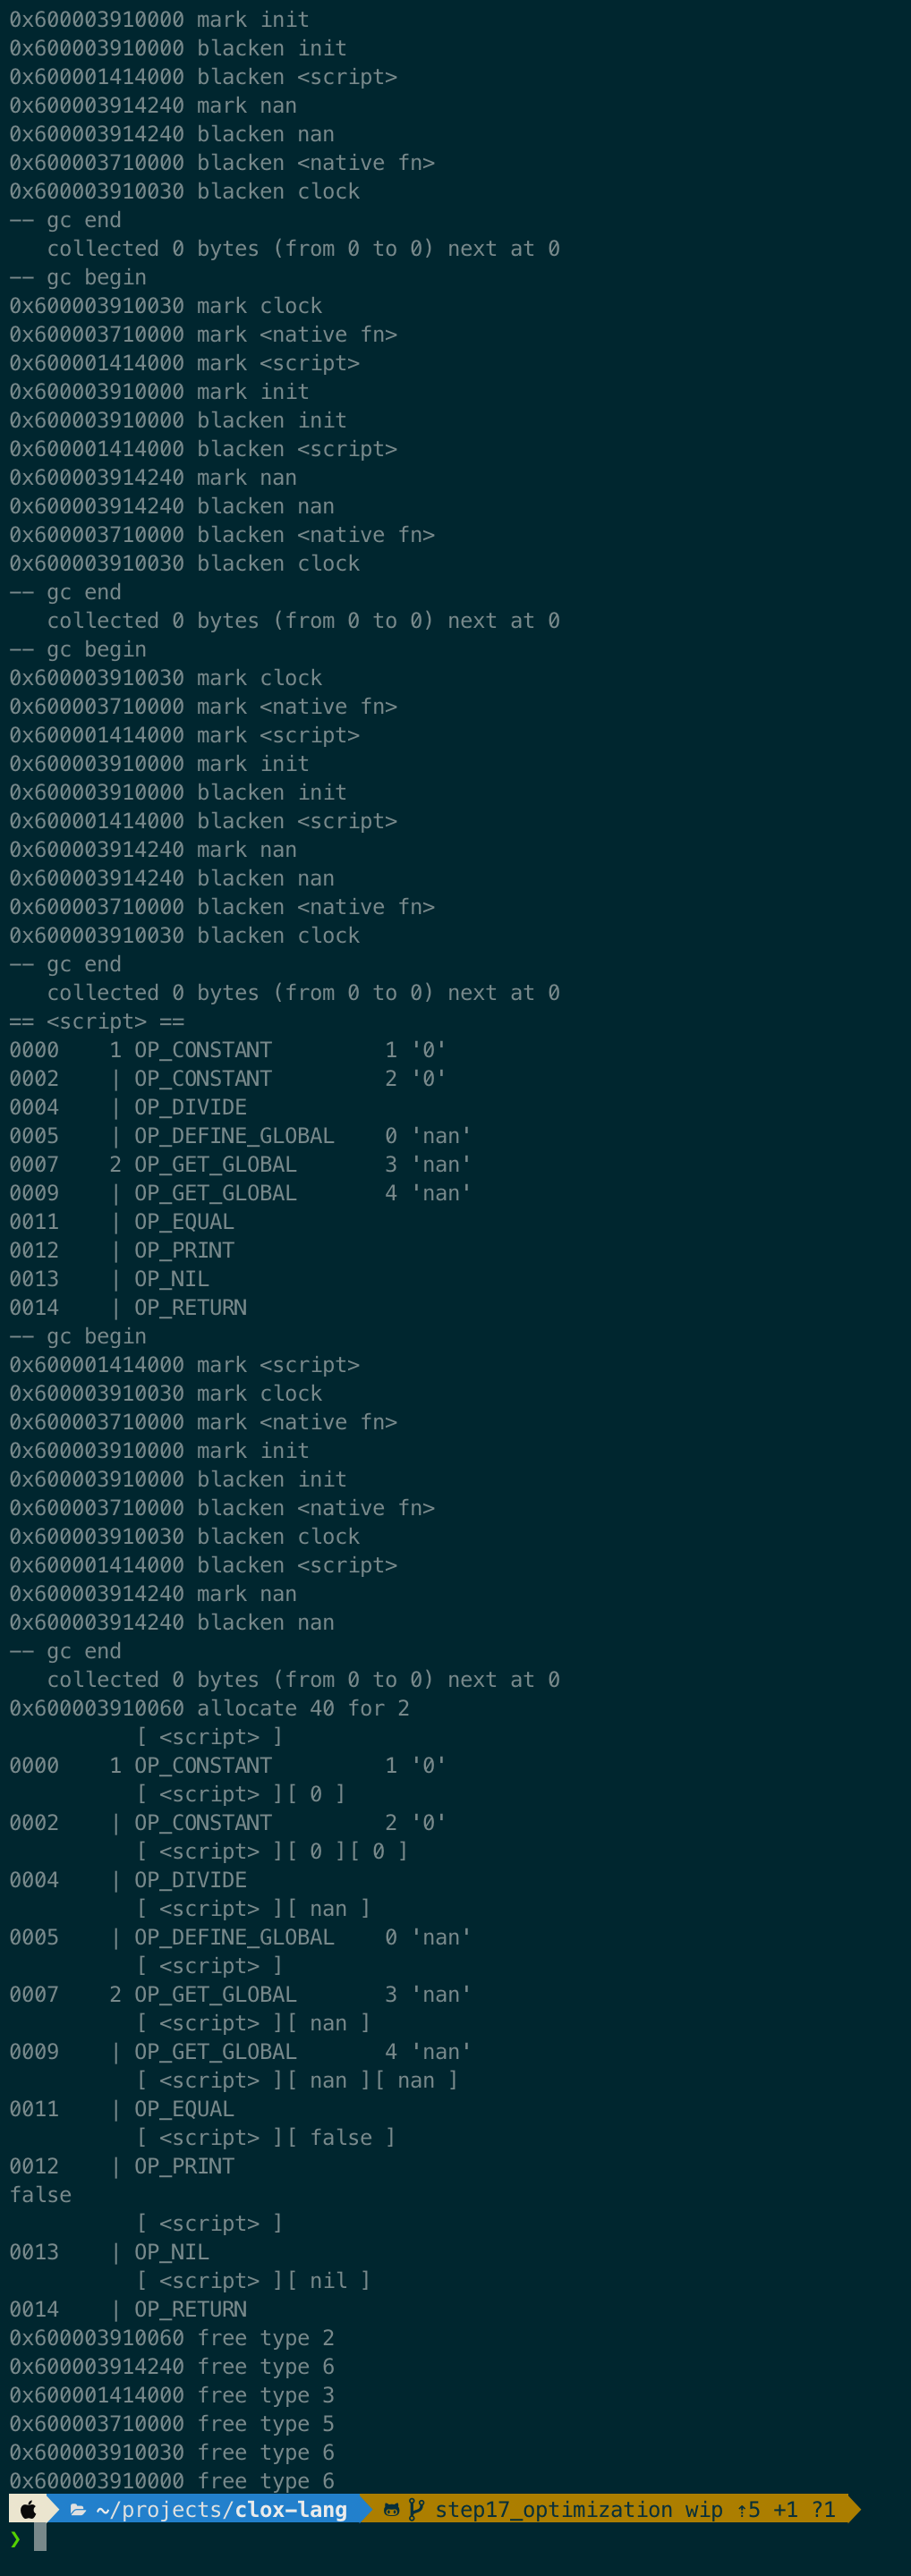 0x600003910000 mark init
0x600003910000 blacken init
0x600001414000 blacken <script>
0x600003914240 mark nan
0x600003914240 blacken nan
0x600003710000 blacken <native fn>
0x600003910030 blacken clock
-- gc end
   collected 0 bytes (from 0 to 0) next at 0
-- gc begin
0x600003910030 mark clock
0x600003710000 mark <native fn>
0x600001414000 mark <script>
0x600003910000 mark init
0x600003910000 blacken init
0x600001414000 blacken <script>
0x600003914240 mark nan
0x600003914240 blacken nan
0x600003710000 blacken <native fn>
0x600003910030 blacken clock
-- gc end
   collected 0 bytes (from 0 to 0) next at 0
-- gc begin
0x600003910030 mark clock
0x600003710000 mark <native fn>
0x600001414000 mark <script>
0x600003910000 mark init
0x600003910000 blacken init
0x600001414000 blacken <script>
0x600003914240 mark nan
0x600003914240 blacken nan
0x600003710000 blacken <native fn>
0x600003910030 blacken clock
-- gc end
   collected 0 bytes (from 0 to 0) next at 0
== <script> ==
0000    1 OP_CONSTANT         1 '0'
0002    | OP_CONSTANT         2 '0'
0004    | OP_DIVIDE
0005    | OP_DEFINE_GLOBAL    0 'nan'
0007    2 OP_GET_GLOBAL       3 'nan'
0009    | OP_GET_GLOBAL       4 'nan'
0011    | OP_EQUAL
0012    | OP_PRINT
0013    | OP_NIL
0014    | OP_RETURN
-- gc begin
0x600001414000 mark <script>
0x600003910030 mark clock
0x600003710000 mark <native fn>
0x600003910000 mark init
0x600003910000 blacken init
0x600003710000 blacken <native fn>
0x600003910030 blacken clock
0x600001414000 blacken <script>
0x600003914240 mark nan
0x600003914240 blacken nan
-- gc end
   collected 0 bytes (from 0 to 0) next at 0
0x600003910060 allocate 40 for 2
          [ <script> ]
0000    1 OP_CONSTANT         1 '0'
          [ <script> ][ 0 ]
0002    | OP_CONSTANT         2 '0'
          [ <script> ][ 0 ][ 0 ]
0004    | OP_DIVIDE
          [ <script> ][ nan ]
0005    | OP_DEFINE_GLOBAL    0 'nan'
          [ <script> ]
0007    2 OP_GET_GLOBAL       3 'nan'
          [ <script> ][ nan ]
0009    | OP_GET_GLOBAL       4 'nan'
          [ <script> ][ nan ][ nan ]
0011    | OP_EQUAL
          [ <script> ][ false ]
0012    | OP_PRINT
false
          [ <script> ]
0013    | OP_NIL
          [ <script> ][ nil ]
0014    | OP_RETURN
0x600003910060 free type 2
0x600003914240 free type 6
0x600001414000 free type 3
0x600003710000 free type 5
0x600003910030 free type 6
0x600003910000 free type 6
~/projects/clox-lang step17_optimization wip ⇡5 +1 ?1
❯